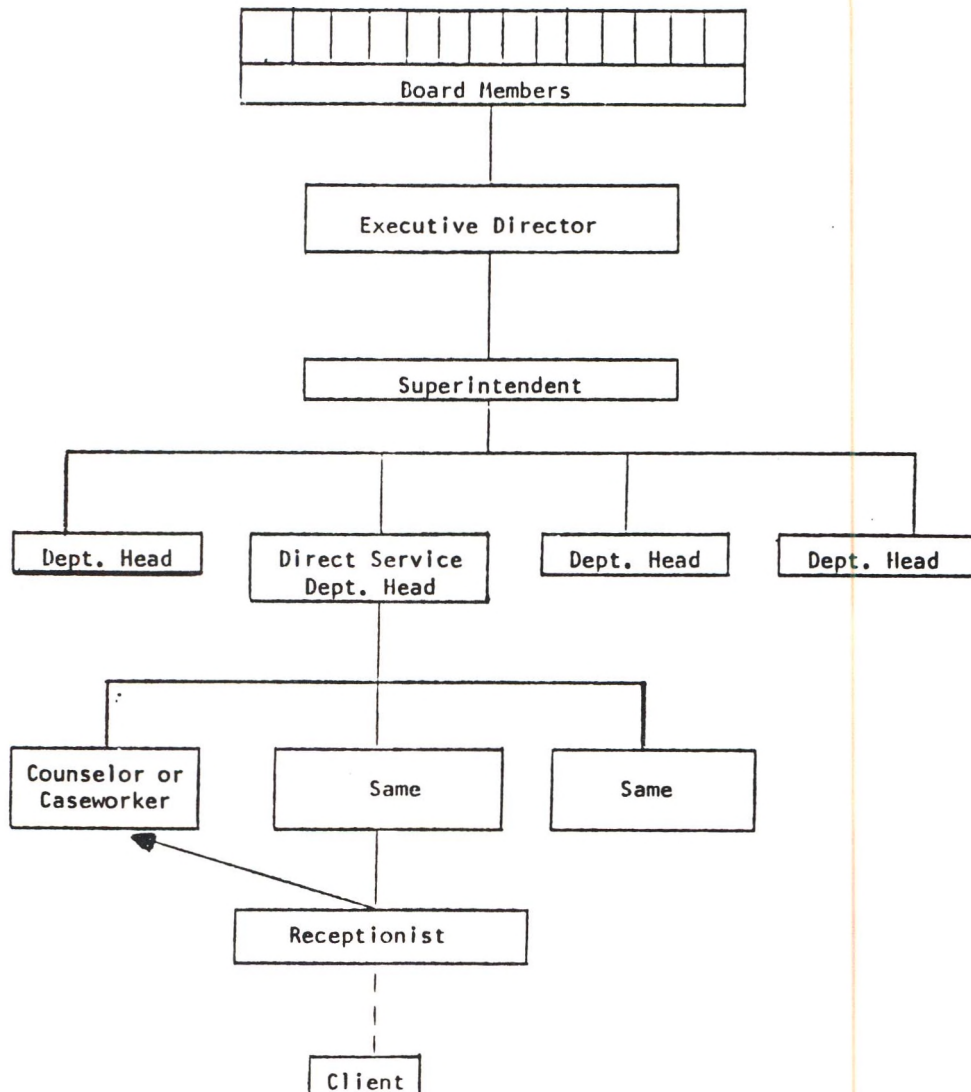 Board Members
Executive Director
Superintendent
Dept. Head
Direct Service
Dept. Head
Dept. Head
Dept. Head
Counselor or
Caseworker
Same
Same
Receptionist
Client